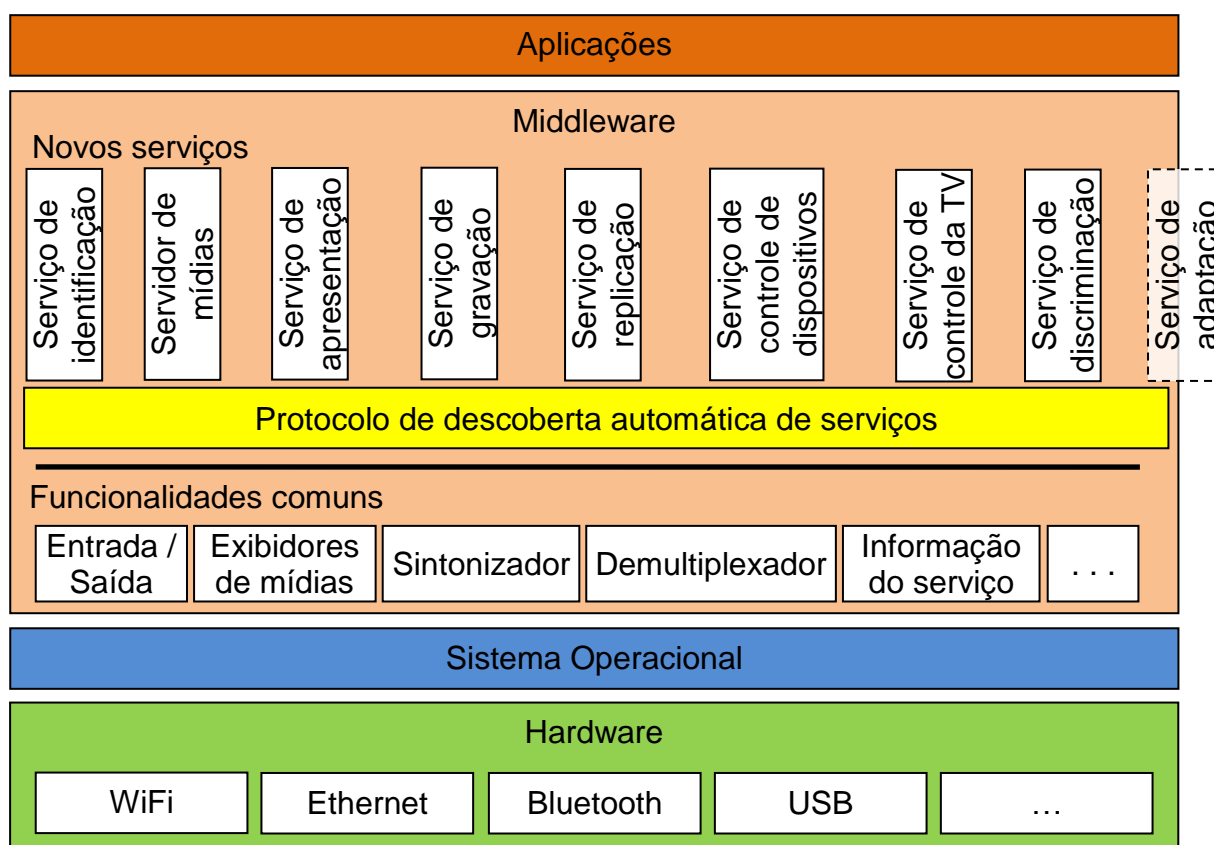 Aplicações
Middleware
Novos serviços
Serviço de
identificação
Servidor de
mídias
Serviço de
apresentação
Serviço de
gravação
Serviço de
replicação
Serviço de
controle de
dispositivos
Serviço de
controle da TV
Serviço de
discriminação
Serviço de
adaptação
Protocolo de descoberta automática de serviços
Funcionalidades comuns
Entrada /
Saída
Exibidores
de mídias
Sintonizador
Demultiplexador
Informação
do serviço
. . .
Sistema Operacional
Hardware
WiFi
Ethernet
Bluetooth
USB
...